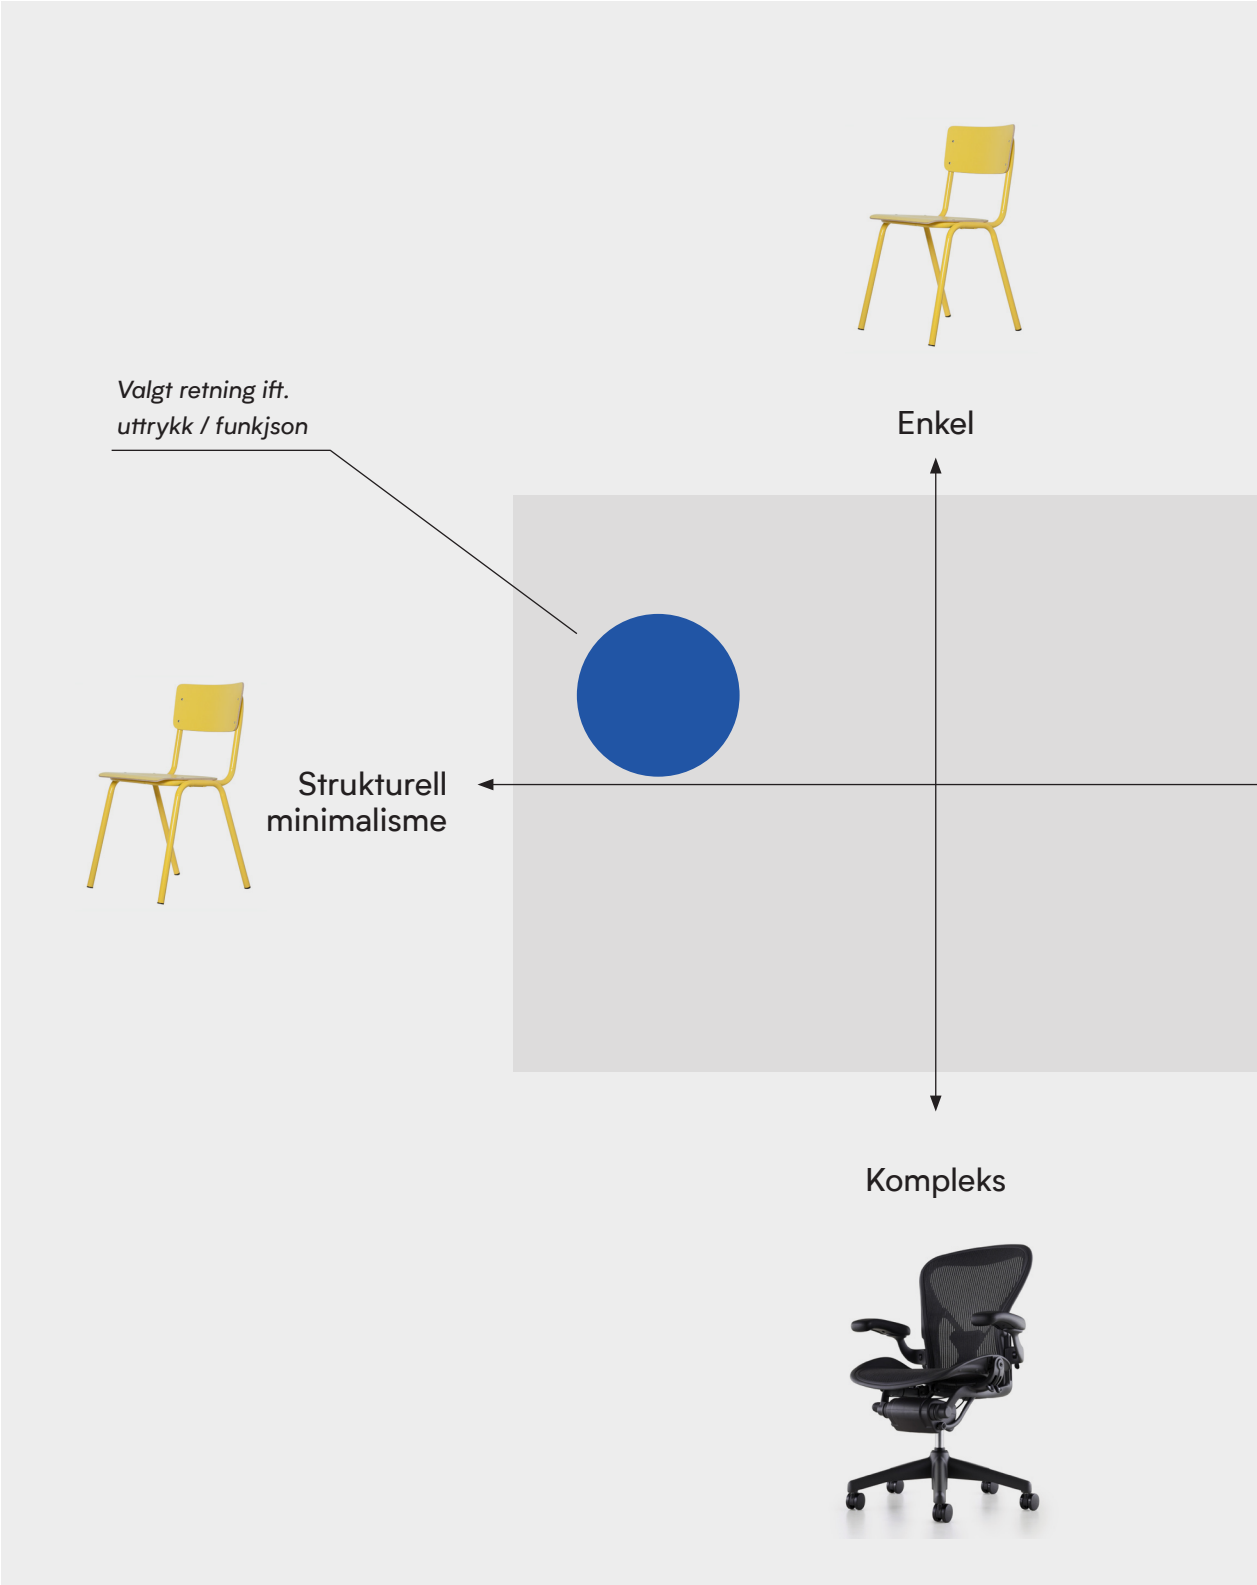 Valgt retning ift.
uttrykk / funkjson
Enkel
Strukturell
minimalisme
Kompleks